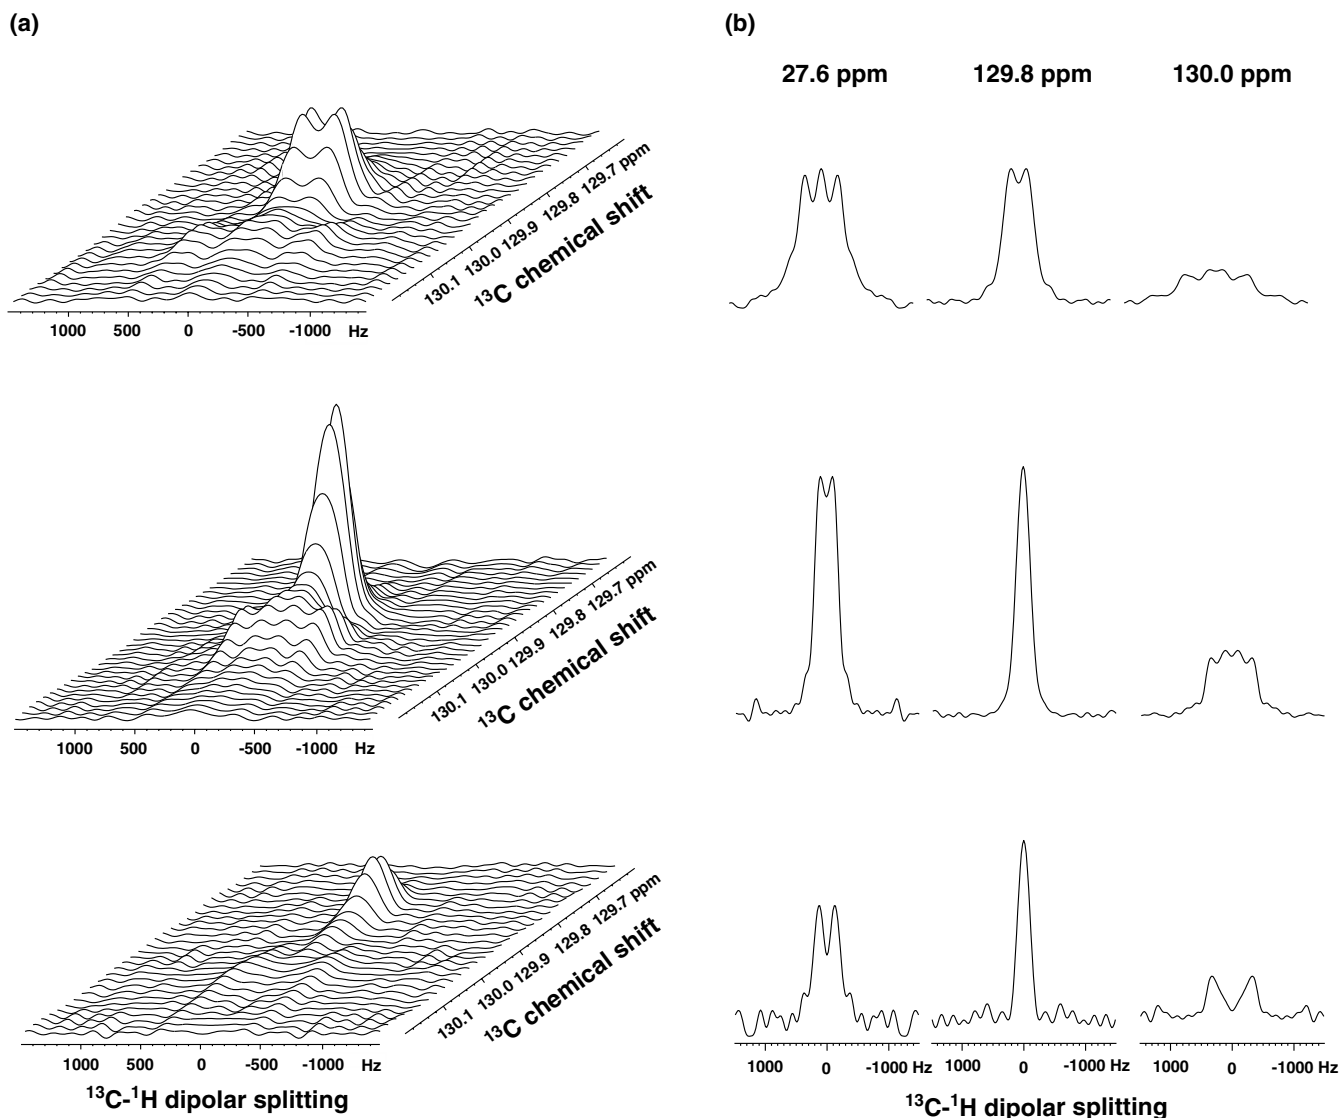 (a)
(b)
27.6 ppm 129.8 ppm 130.0 ppm
130.1 130.0 129.9 129.8 129.7 ppm
13C chemical shift
1000 500 0 -500 -1000 Hz
130.1 130.0 129.9 129.8 129.7 ppm
13C chemical shift
1000 500 0 -500 -1000 Hz
130.1 130.0 129.9 129.8 129.7 ppm
13C chemical shift
1000 500 0 -500 -1000 Hz
13C-1H dipolar splitting
1000 0 -1000 Hz 1000 0 -1000 Hz 1000 0 -1000 Hz
13C-1H dipolar splitting